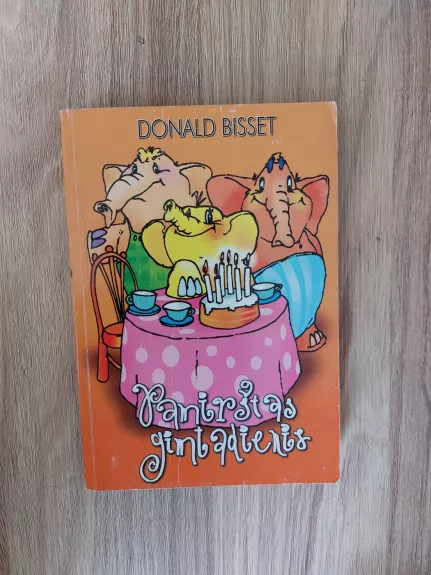 DONALD BISSET
Pamirštas
gimtadienis